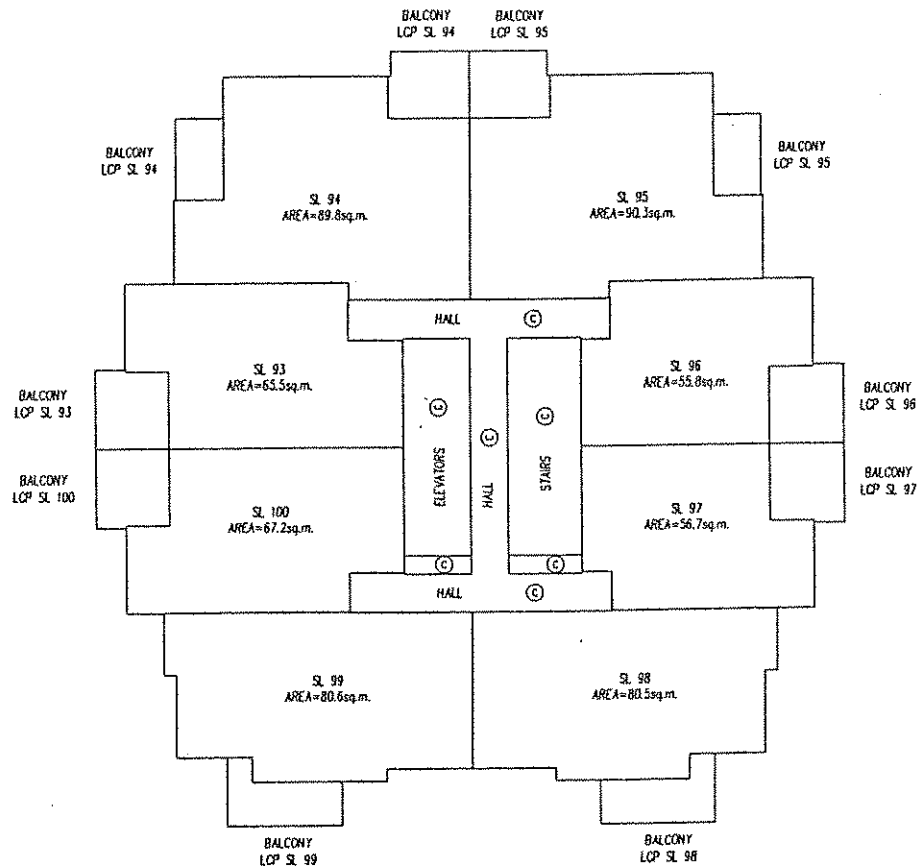 BALCONY
LCP SL 94
BALCONY
LCP SL 95
BALCONY
LCP SL 94
BALCONY
LCP SL 95
SL 94
AREA=89.8sq.m.
SL 95
AREA=90.3sq.m.
HALL
C
SL 93
AREA=65.5sq.m.
SL 96
AREA=55.8sq.m.
BALCONY
LCP SL 93
BALCONY
LCP SL 96
C
C
C
ELEVATORS
HALL
STAIRS
BALCONY
LCP SL 100
BALCONY
LCP SL 97
SL 100
AREA=67.2sq.m.
SL 97
AREA=56.7sq.m.
C
C
HALL
C
SL 99
AREA=80.6sq.m.
SL 98
AREA=80.5sq.m.
BALCONY
LCP SL 99
BALCONY
LCP SL 98